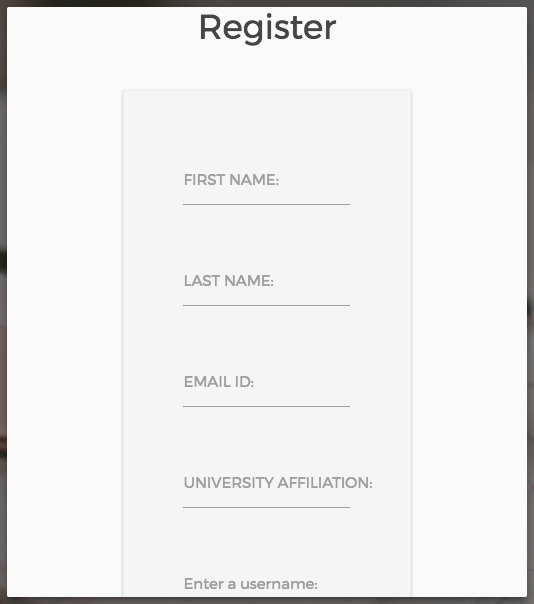 Register
FIRST NAME:
LAST NAME:
EMAIL ID:
UNIVERSITY AFFILIATION:
Enter a username: